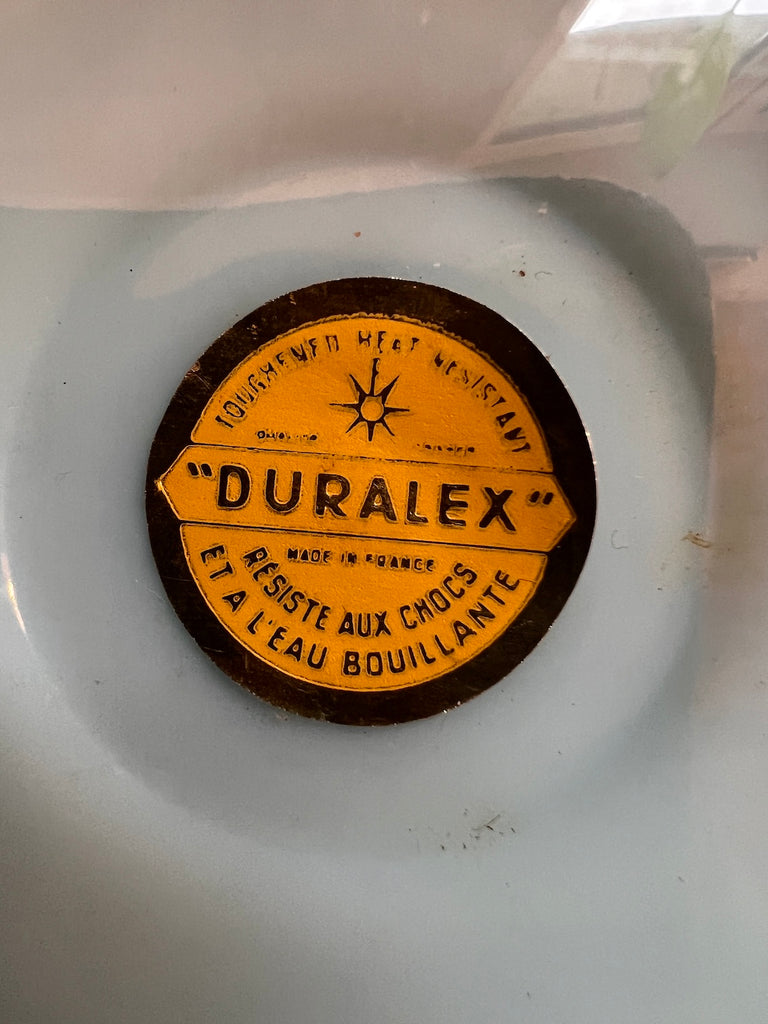 TOUGHENED HEAT RESISTANT
"DURALEX"
MADE IN FRANCE
RÉSISTE AUX CHOCS
ET A L'EAU BOUILLANTE